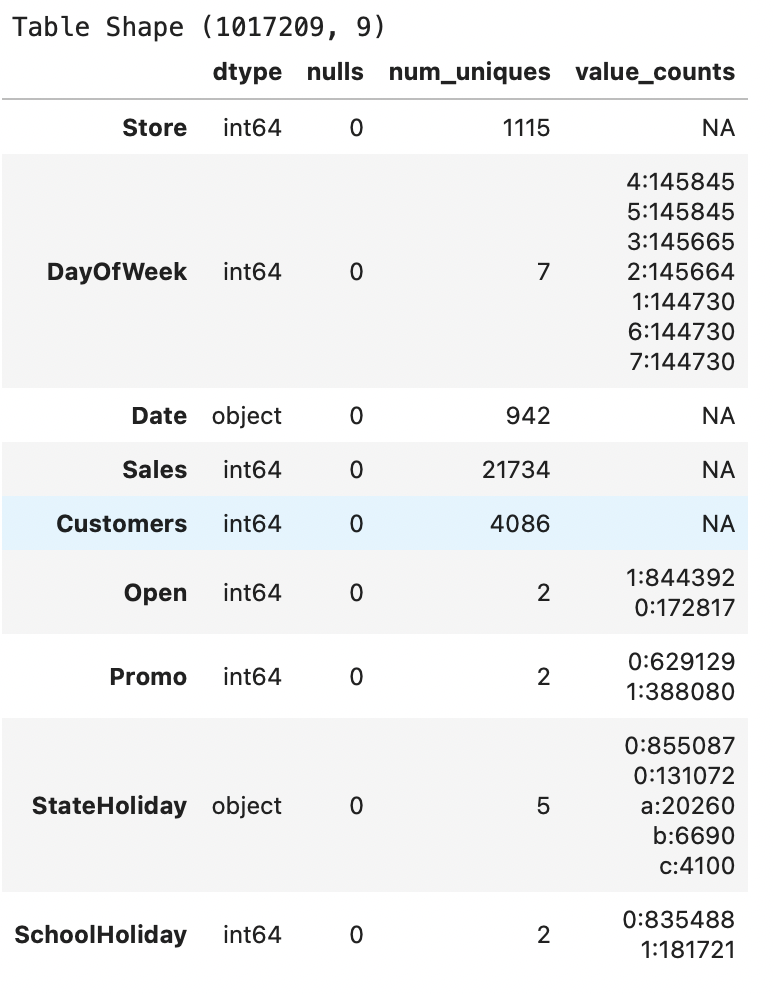 Table Shape (1017209, 9)
dtype nulls num_uniques value_counts
Store int64 0 1115 NA
DayOfWeek int64 0 7 4:145845
5:145845
3:145665
2:145664
1:144730
6:144730
7:144730
Date object 0 942 NA
Sales int64 0 21734 NA
Customers int64 0 4086 NA
Open int64 0 2 1:844392
0:172817
Promo int64 0 2 0:629129
1:388080
StateHoliday object 0 5 0:855087
0:131072
a:20260
b:6690
c:4100
SchoolHoliday int64 0 2 0:835488
1:181721